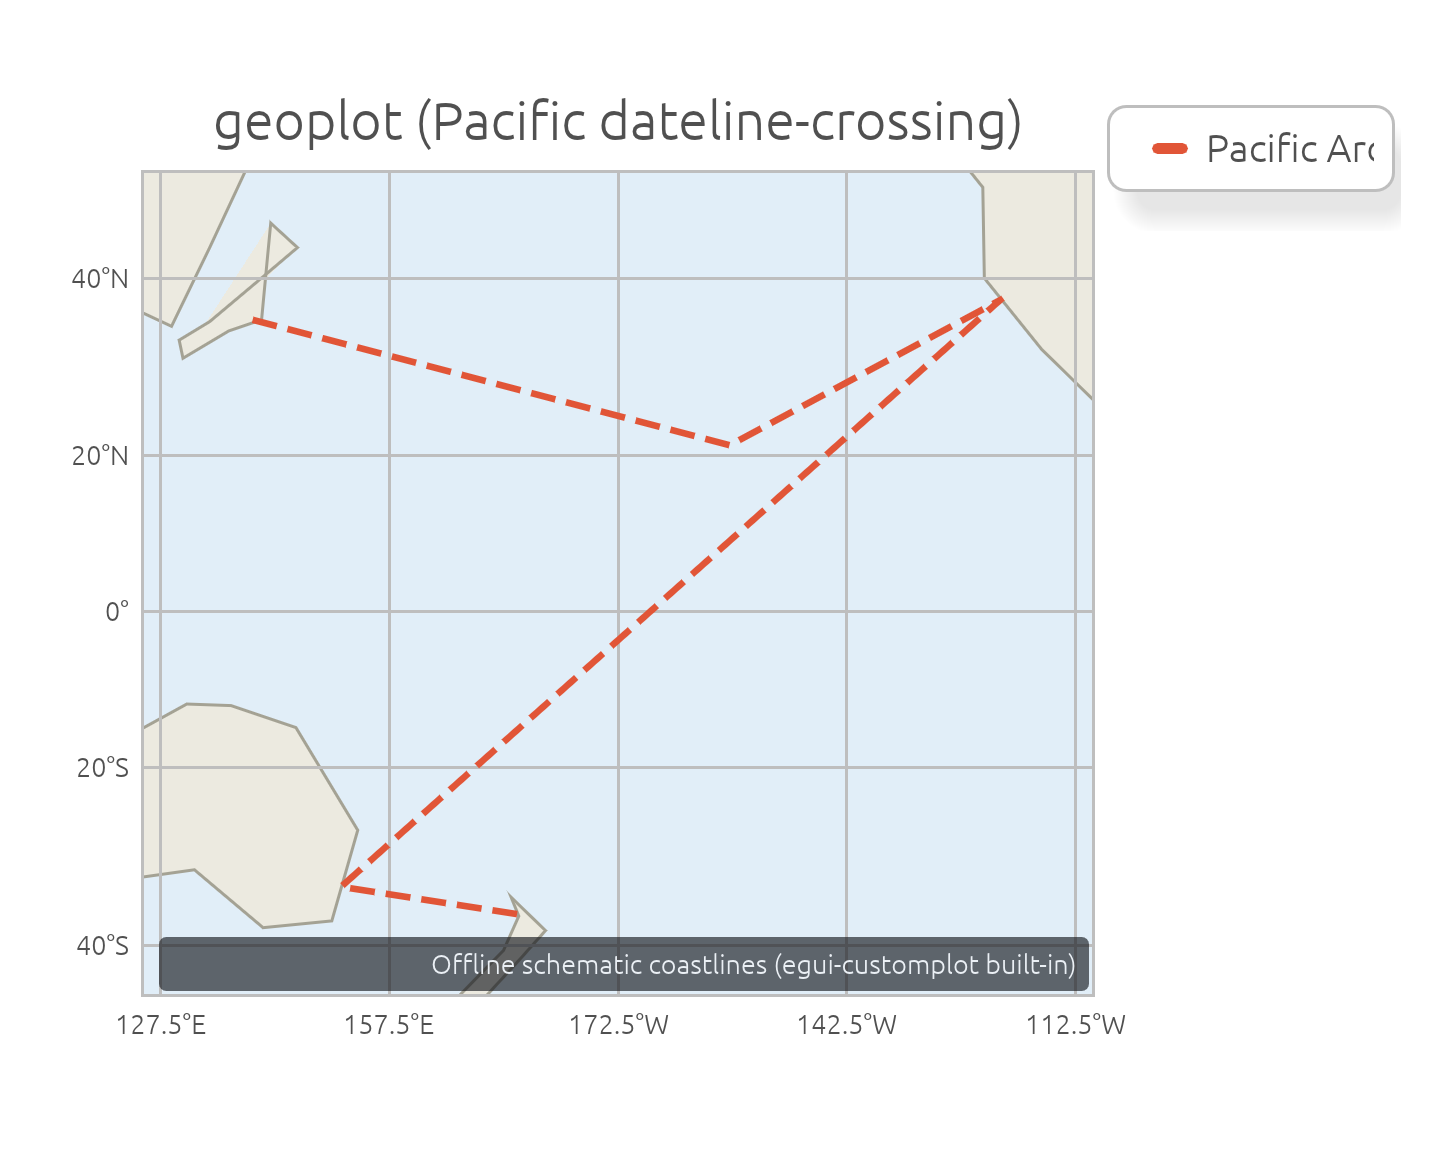 geoplot (Pacific dateline-crossing)
Pacific
40°N
20°N
0°
20°S
40°S
Offline schematic coastlines (egui-customplot built-in)
127.5°E 157.5°E 172.5°W 142.5°W 112.5°W